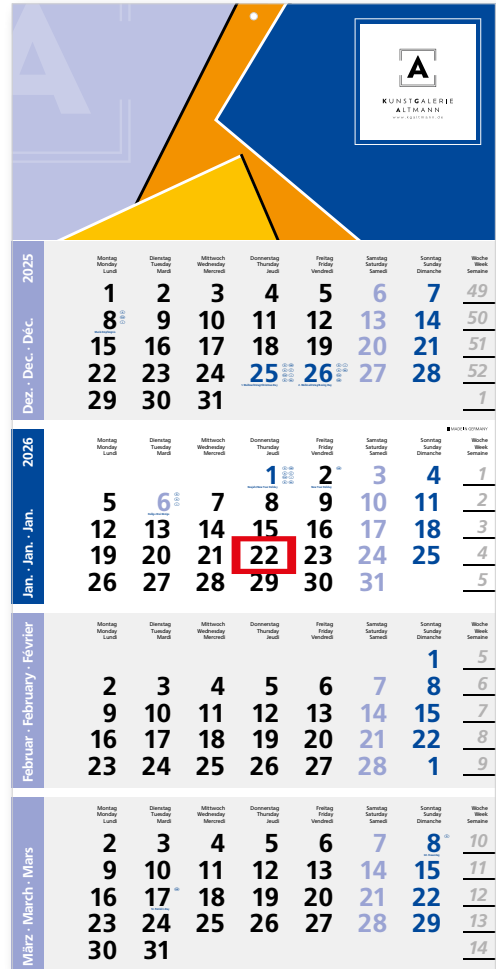 A
A
KUNSTGALERIE
ALTMANN
www.kgaltmann.de
Dez. · Dec. · Déc. 2025
Montag Dienstag Mittwoch Donnerstag Freitag Samstag Sonntag Woche
Monday Tuesday Wednesday Thursday Friday Saturday Sunday Week
Lundi Mardi Mercredi Jeudi Vendredi Samedi Dimanche Semaine
1 2 3 4 5 6 7 49
8 9 10 11 12 13 14 50
15 16 17 18 19 20 21 51
22 23 24 25 26 27 28 52
29 30 31 1
MADE IN GERMANY
Jan. · Jan. · Jan. 2026
Montag Dienstag Mittwoch Donnerstag Freitag Samstag Sonntag Woche
Monday Tuesday Wednesday Thursday Friday Saturday Sunday Week
Lundi Mardi Mercredi Jeudi Vendredi Samedi Dimanche Semaine
1 2 3 4 1
5 6 7 8 9 10 11 2
12 13 14 15 16 17 18 3
19 20 21 22 23 24 25 4
26 27 28 29 30 31 5
Februar · February · Février
Montag Dienstag Mittwoch Donnerstag Freitag Samstag Sonntag Woche
Monday Tuesday Wednesday Thursday Friday Saturday Sunday Week
Lundi Mardi Mercredi Jeudi Vendredi Samedi Dimanche Semaine
1 5
2 3 4 5 6 7 8 6
9 10 11 12 13 14 15 7
16 17 18 19 20 21 22 8
23 24 25 26 27 28 1 9
März · March · Mars
Montag Dienstag Mittwoch Donnerstag Freitag Samstag Sonntag Woche
Monday Tuesday Wednesday Thursday Friday Saturday Sunday Week
Lundi Mardi Mercredi Jeudi Vendredi Samedi Dimanche Semaine
2 3 4 5 6 7 8 10
9 10 11 12 13 14 15 11
16 17 18 19 20 21 22 12
23 24 25 26 27 28 29 13
30 31 14